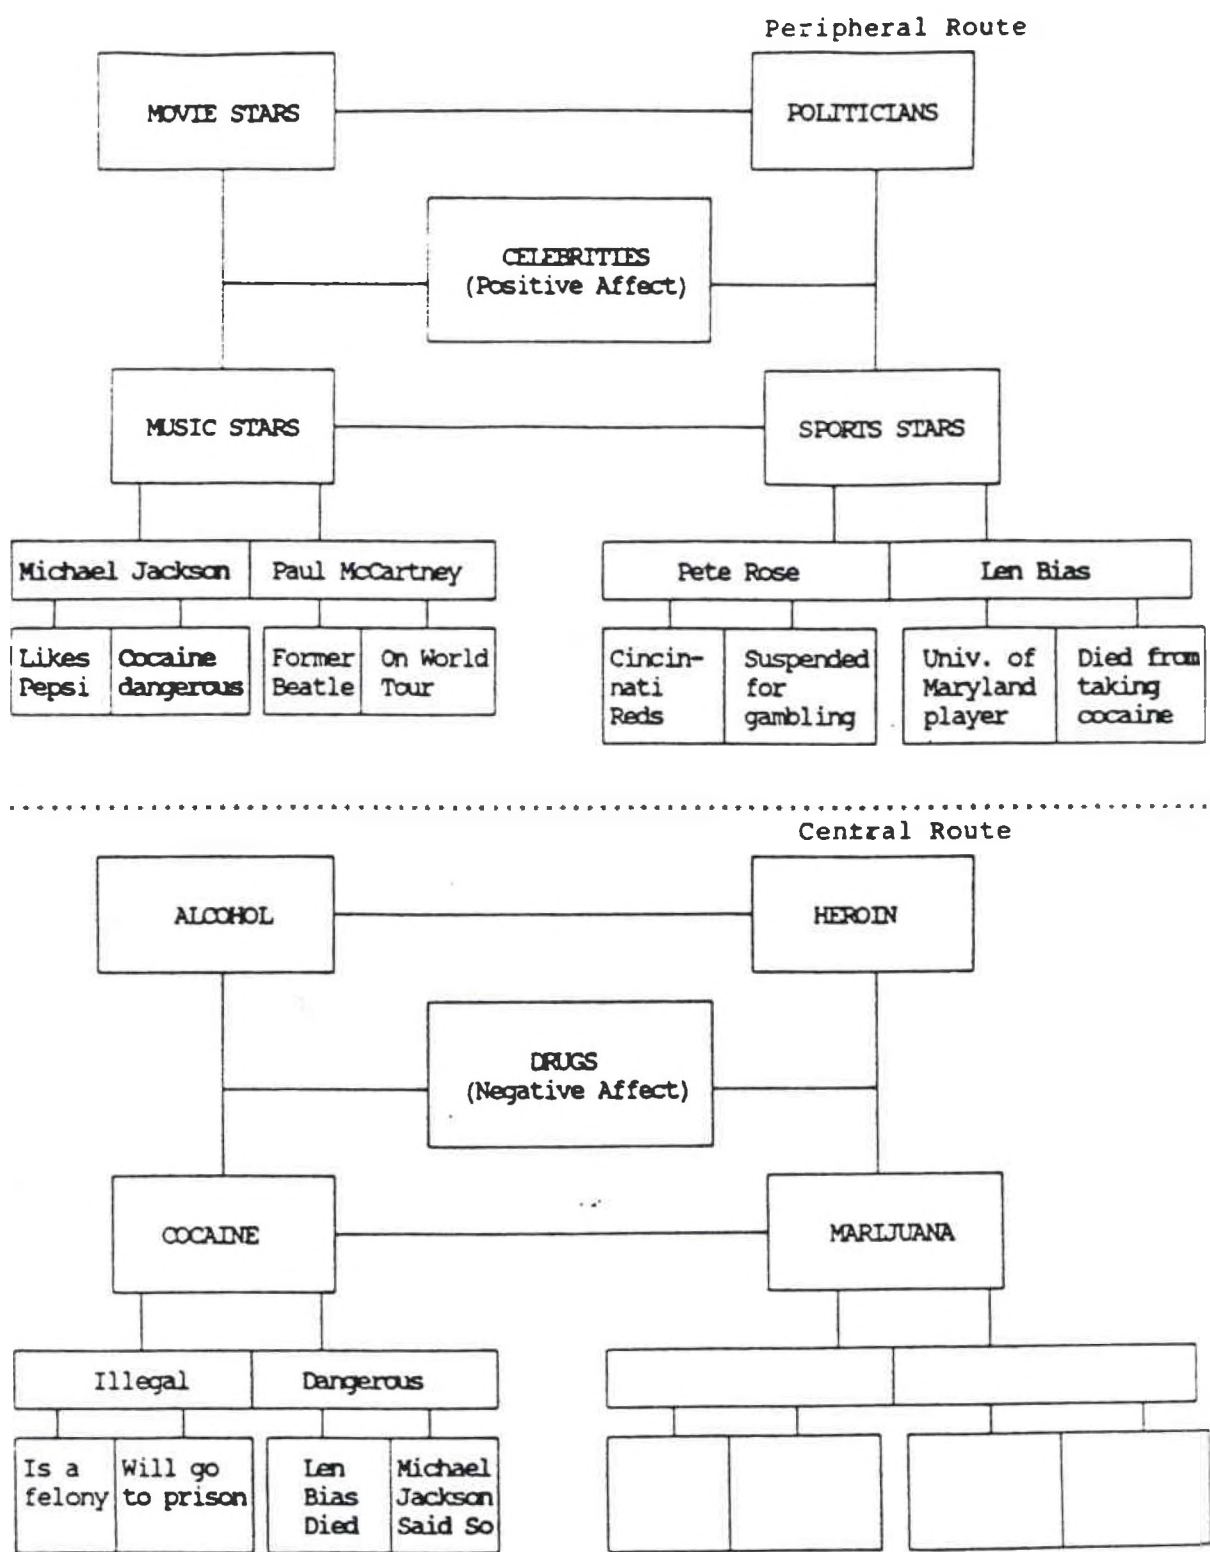 Peripheral Route
MOVIE STARS
POLITICIANS
CELEBRITIES
(Positive Affect)
MUSIC STARS
SPORTS STARS
Michael Jackson
Paul McCartney
Pete Rose
Len Bias
Likes
Pepsi
Cocaine
dangerous
Former
Beatle
On World
Tour
Cincin-
nati
Reds
Suspended
for
gambling
Univ. of
Maryland
player
Died from
taking
cocaine
Central Route
ALCOHOL
HEROIN
DRUGS
(Negative Affect)
COCAINE
MARIJUANA
Illegal
Dangerous
Is a
felony
Will go
to prison
Len
Bias
Died
Michael
Jackson
Said So